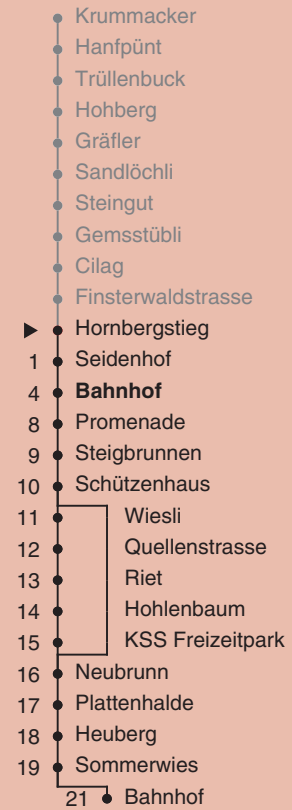 Krummacker
Hanfpünt
Trüllenbuck
Hohberg
Gräfler
Sandlöchli
Steingut
Gemsstübli
Cilag
Finsterwaldstrasse
Hornbergstieg
1 Seidenhof
4 Bahnhof
8 Promenade
9 Steigbrunnen
10 Schützenhaus
11 Wiesli
12 Quellenstrasse
13 Riet
14 Hohlenbaum
15 KSS Freizeitpark
16 Neubrunn
17 Plattenhalde
18 Heuberg
19 Sommerwies
21 Bahnhof